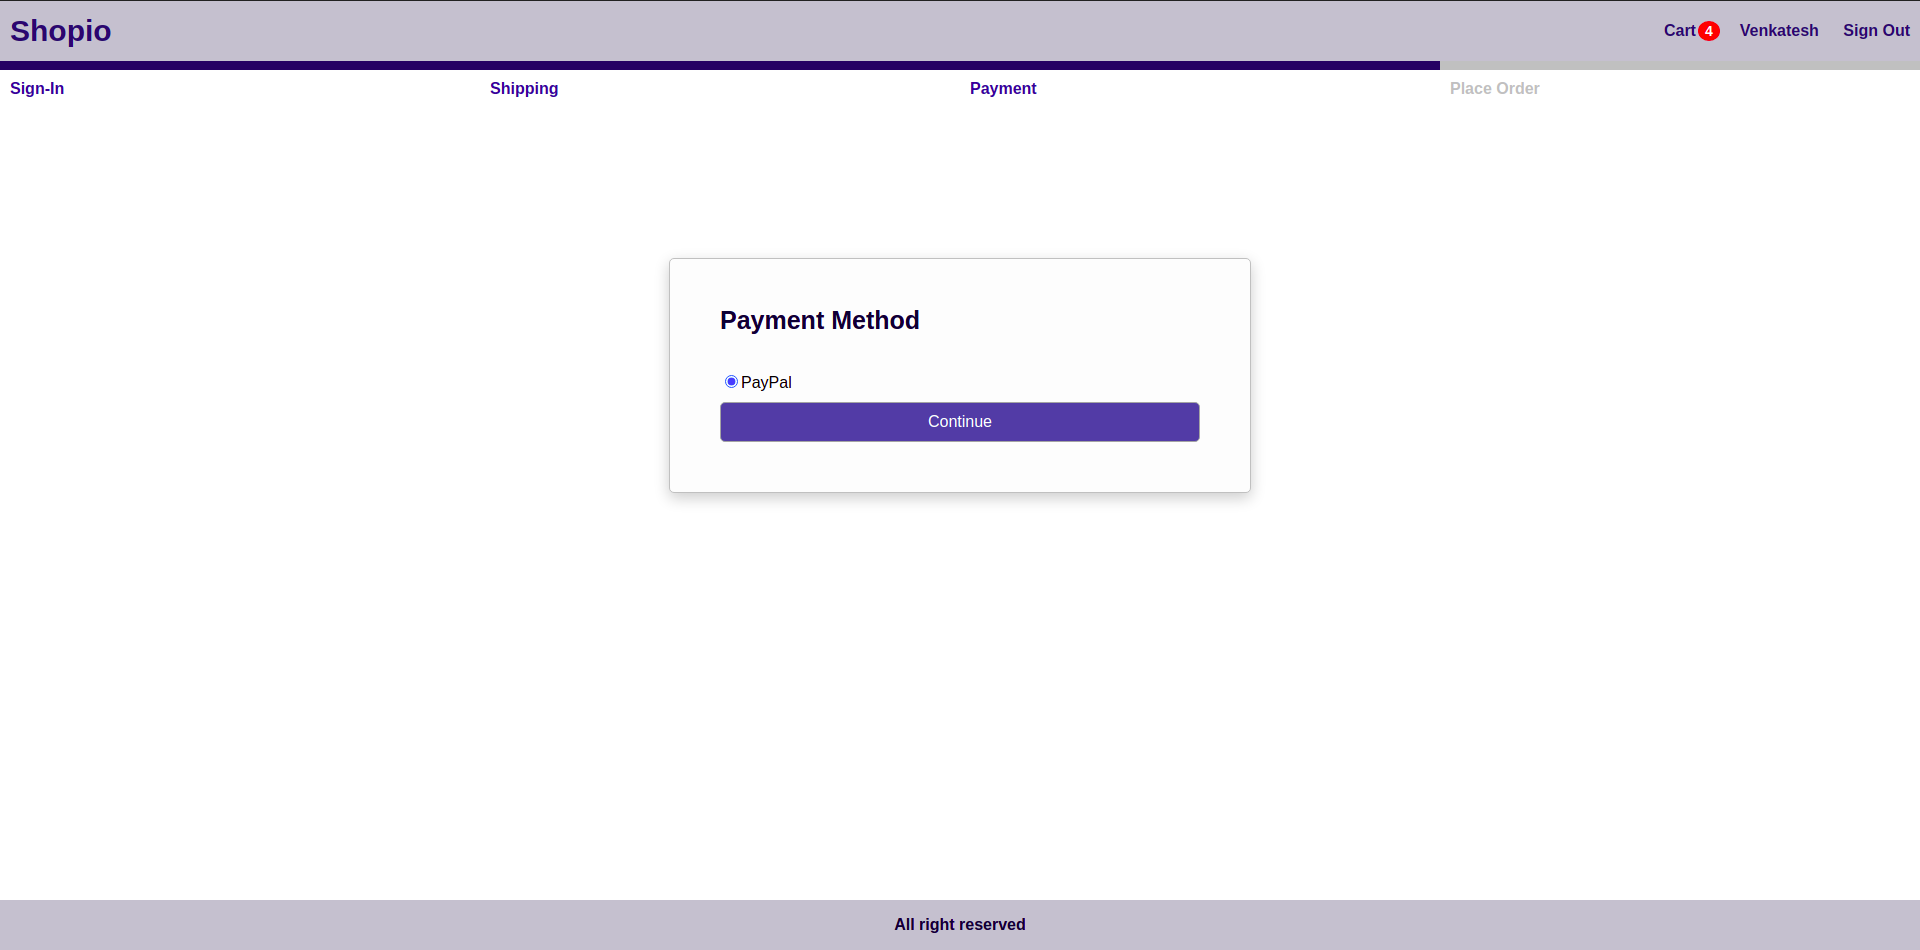 Shopio
Cart 4 Venkatesh Sign Out
Sign-In Shipping Payment Place Order
Payment Method
PayPal
Continue
All right reserved